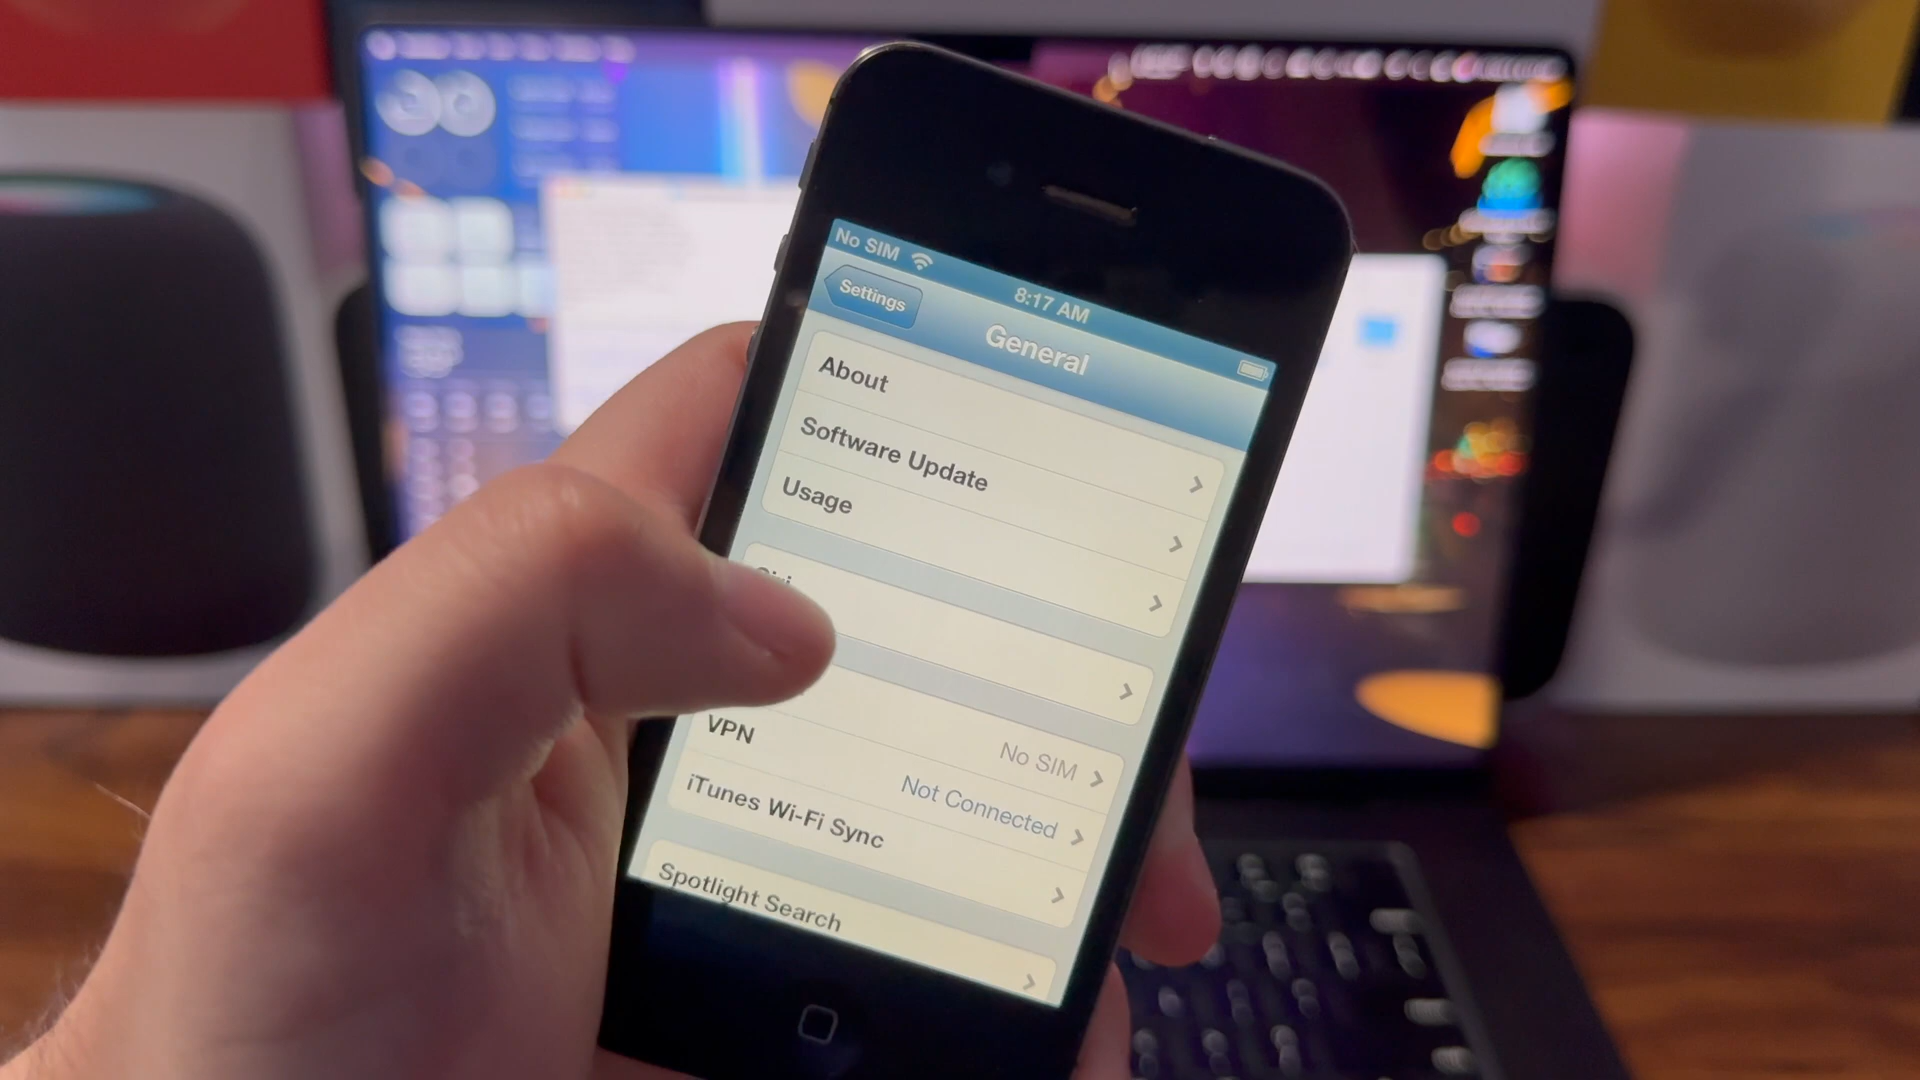 No SIM
8:17 AM
Settings
General
About
Software Update
Usage
Siri
No SIM
VPN
Not Connected
iTunes Wi-Fi Sync
Spotlight Search